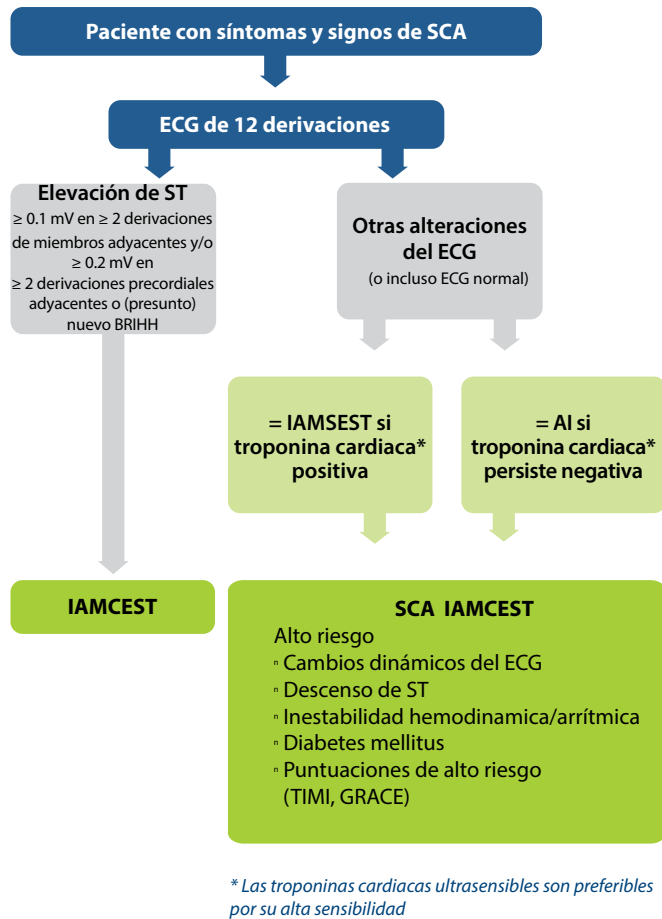 Paciente con síntomas y signos de SCA
ECG de 12 derivaciones
Elevación de ST
≥ 0.1 mV en ≥ 2 derivaciones
de miembros adyacentes y/o
≥ 0.2 mV en
≥ 2 derivaciones precordiales
adyacentes o (presunto)
nuevo BRIHH
Otras alteraciones
del ECG
(o incluso ECG normal)
= IAMSEST si
troponina cardiaca*
positiva
= AI si
troponina cardiaca*
persiste negativa
IAMCEST
SCA IAMCEST
Alto riesgo
ⁿ Cambios dinámicos del ECG
ⁿ Descenso de ST
ⁿ Inestabilidad hemodinamica/arrítmica
ⁿ Diabetes mellitus
ⁿ Puntuaciones de alto riesgo
(TIMI, GRACE)
* Las troponinas cardiacas ultrasensibles son preferibles
por su alta sensibilidad